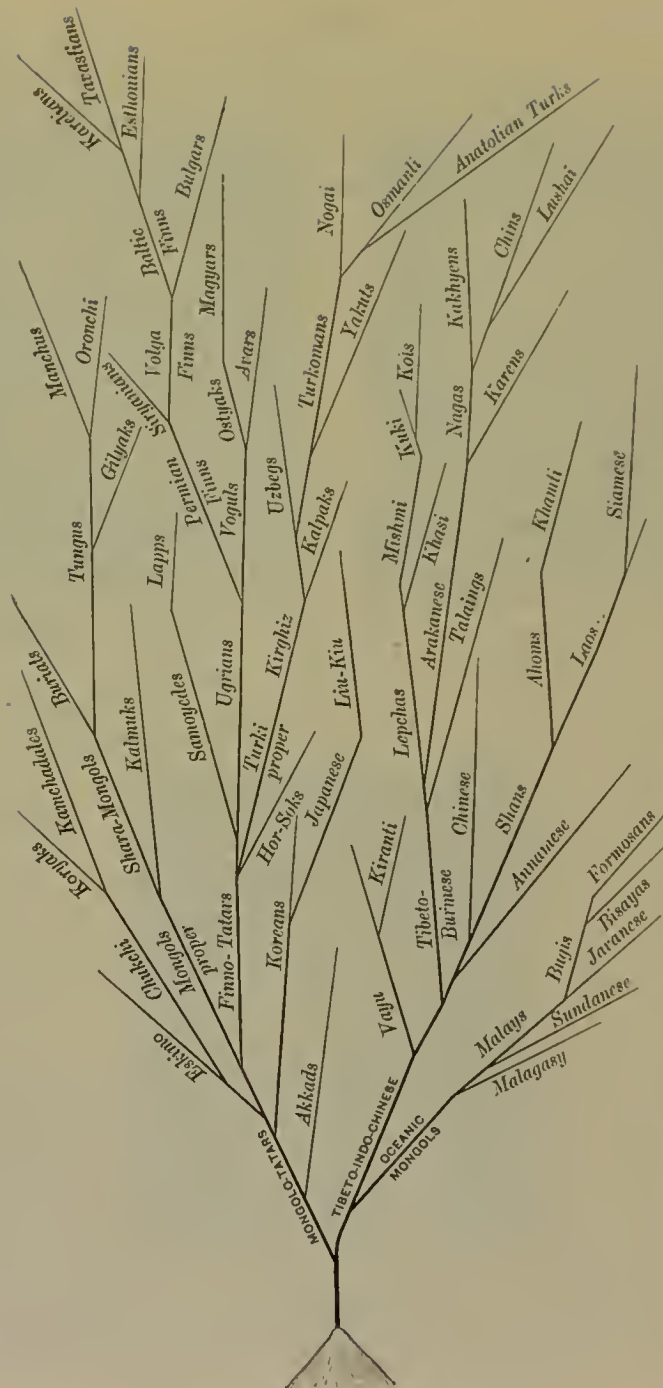 Karelians
Tavastians
Esthonians
Baltic
Finns
Bulgars
Manchus
Oronchi
Gilyaks
Tungus
Siryanians
Volga
Finns
Magyars
Ostyaks
Avars
Permian
Finns
Voguls
Lapps
Nogai
Osmanli
Anatolian Turks
Turkomans
Yakuts
Uzbegs
Kalpaks
Kirghiz
Kakhyens
Chins
Lushai
Kuki
Kois
Nagas
Karens
Mishmi
Khasi
Arakanese
Talaings
Khamti
Siamese
Ahoms
Laos
Buriats
Kamchadales
Koryaks
Kalmuks
Shara-Mongols
Samoyedes
Ugrians
Turki
proper
Liu-Kiu
Japanese
Hor-Soks
Koreans
Lepchas
Chinese
Shans
Annamese
Kiranti
Tibeto-
Burmese
Vayu
Chukchi
Mongols
proper
Finno-Tatars
Eskimo
Akkads
Formosans
Bisayas
Javanese
Bugis
Sundanese
Malays
Malagasy
MONGOLO-TATARS
TIBETO-INDO-CHINESE
OCEANIC
MONGOLS